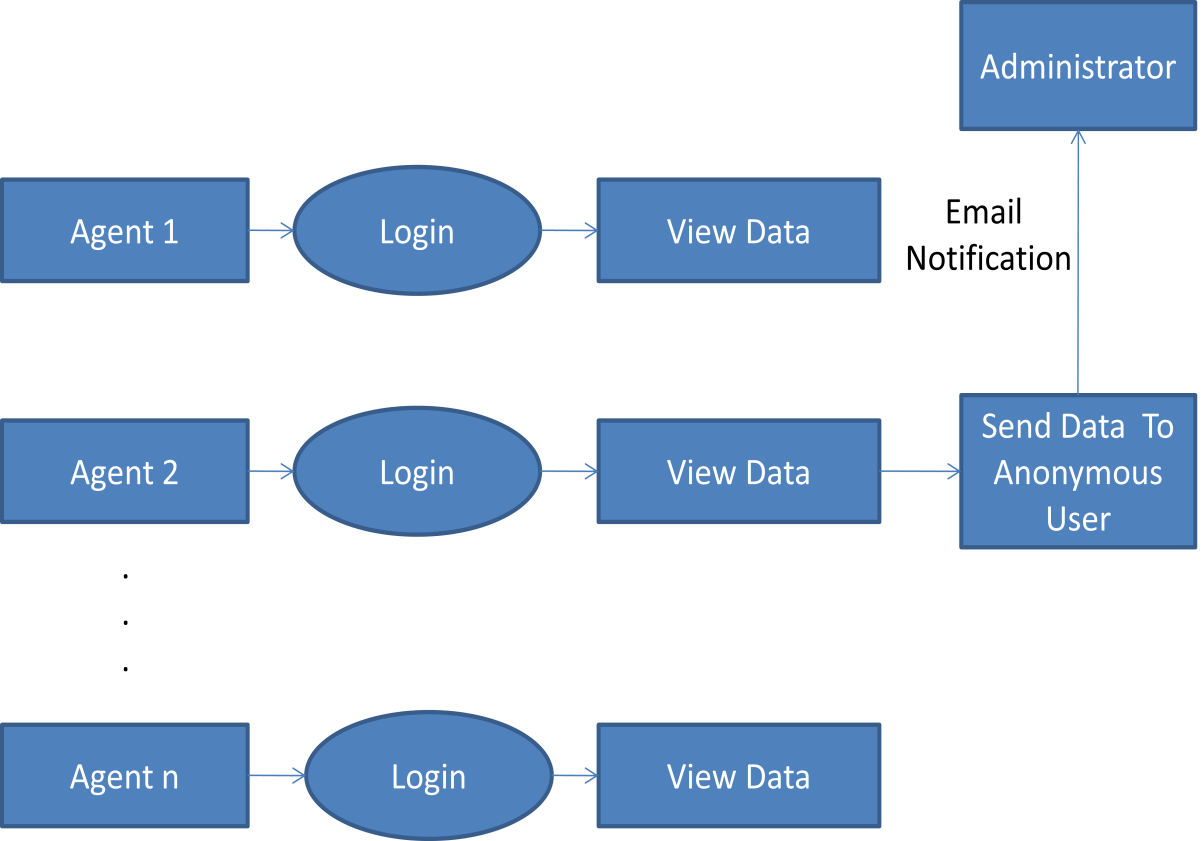 Administrator
Agent 1
Login
View Data
Email
Notification
Agent 2
Login
View Data
Send Data To
Anonymous
User
.
.
.
Agent n
Login
View Data